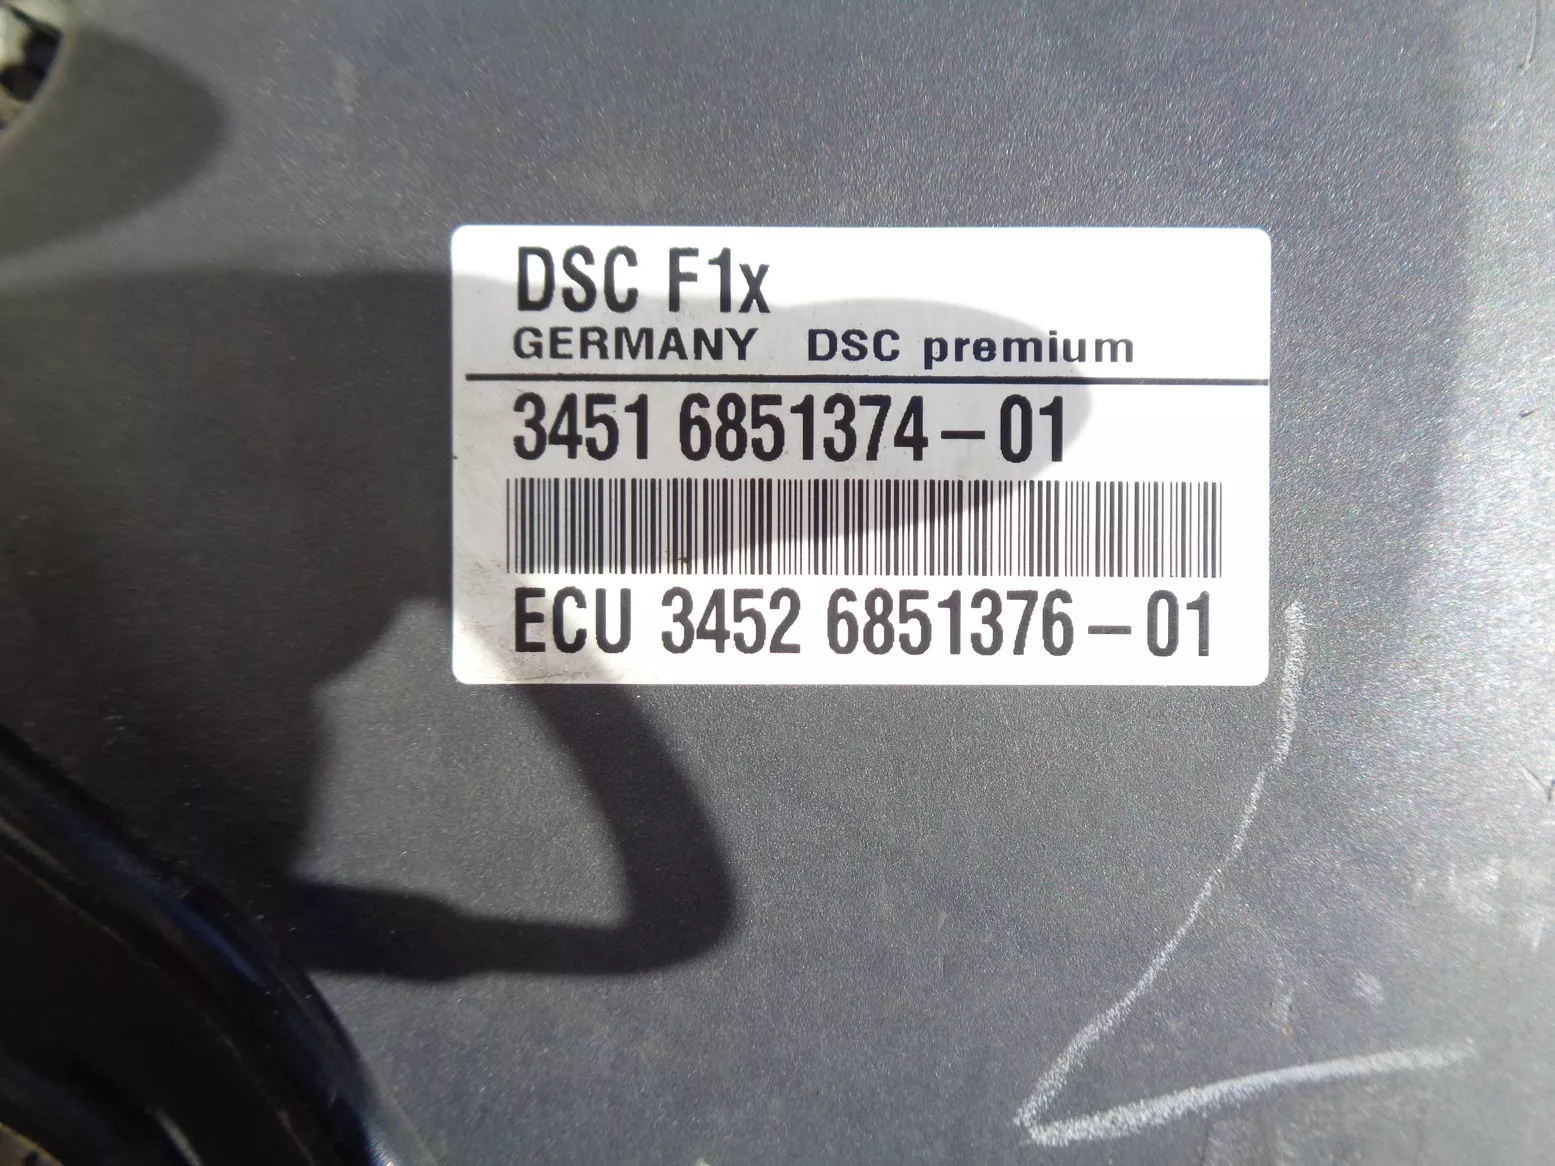 DSC F1x
GERMANY DSC premium
3451 6851374-01
ECU 3452 6851376-01